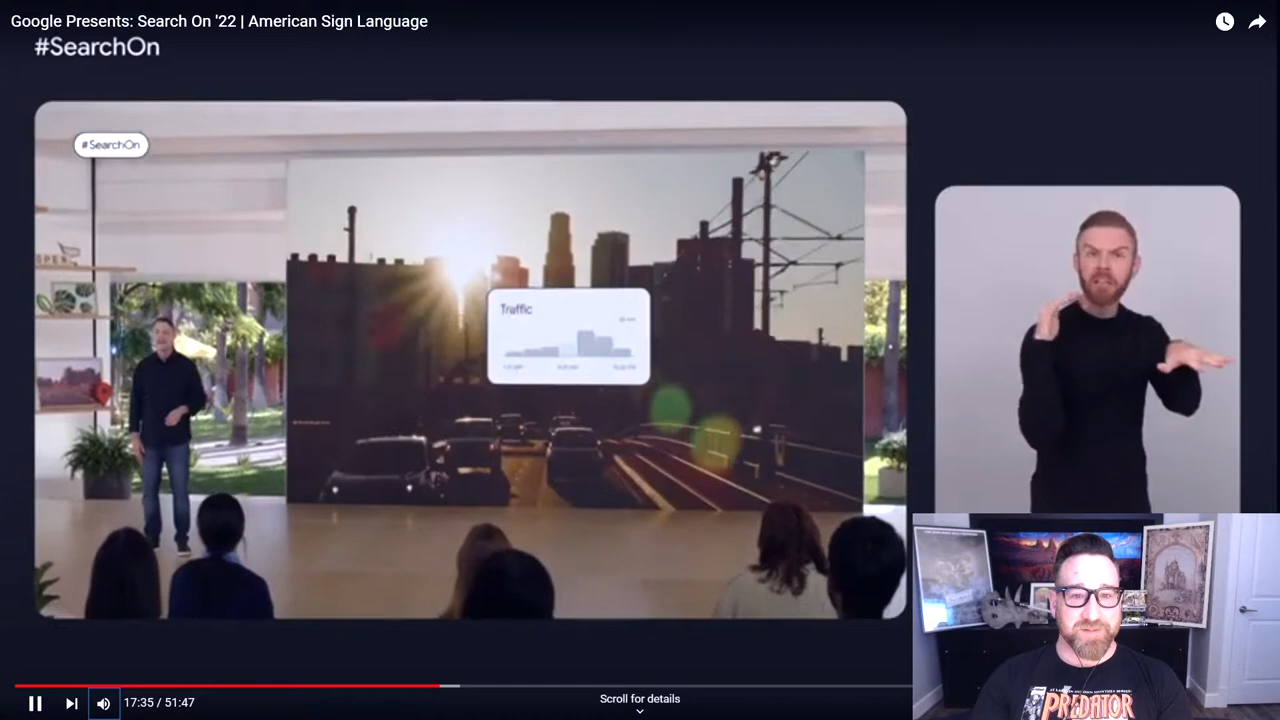 Google Presents: Search On '22 | American Sign Language
#SearchOn
#SearchOn
OPEN
Traffic
PREDATOR
17:35 / 51:47
Scroll for details